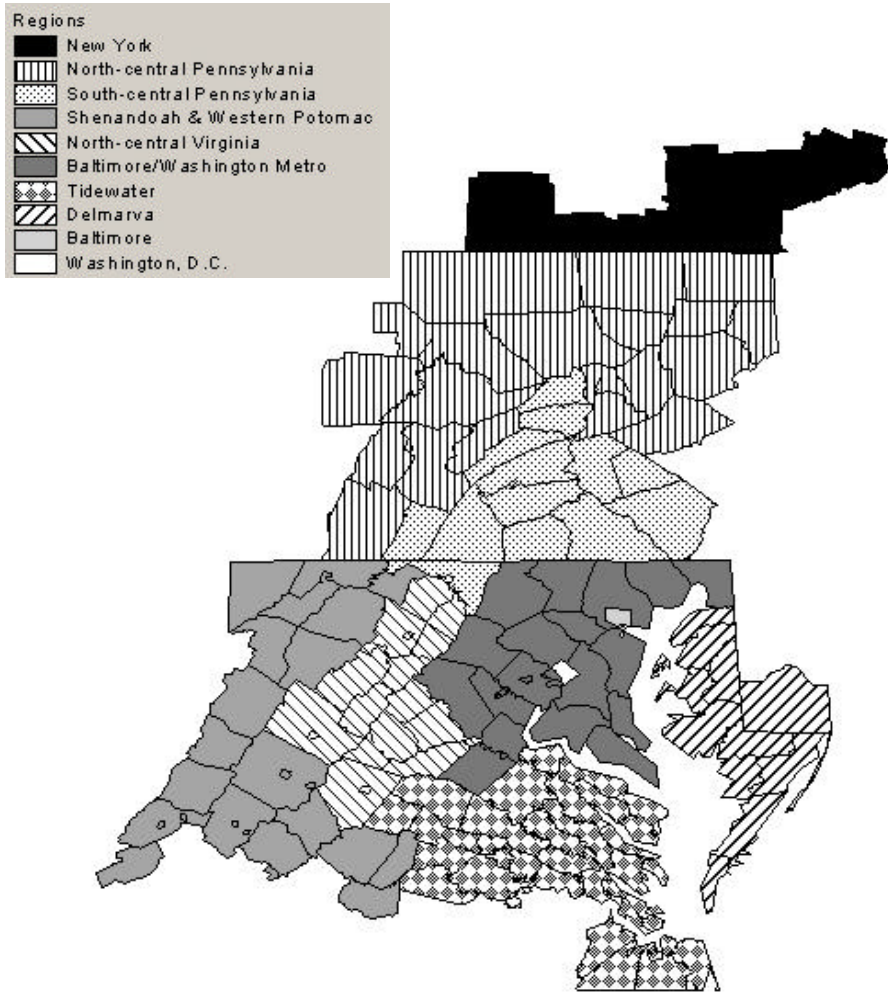 Regions
New York
North-central Pennsylvania
South-central Pennsylvania
Shenandoah & Western Potomac
North-central Virginia
Baltimore/Washington Metro
Tidewater
Delmarva
Baltimore
Washington, D.C.